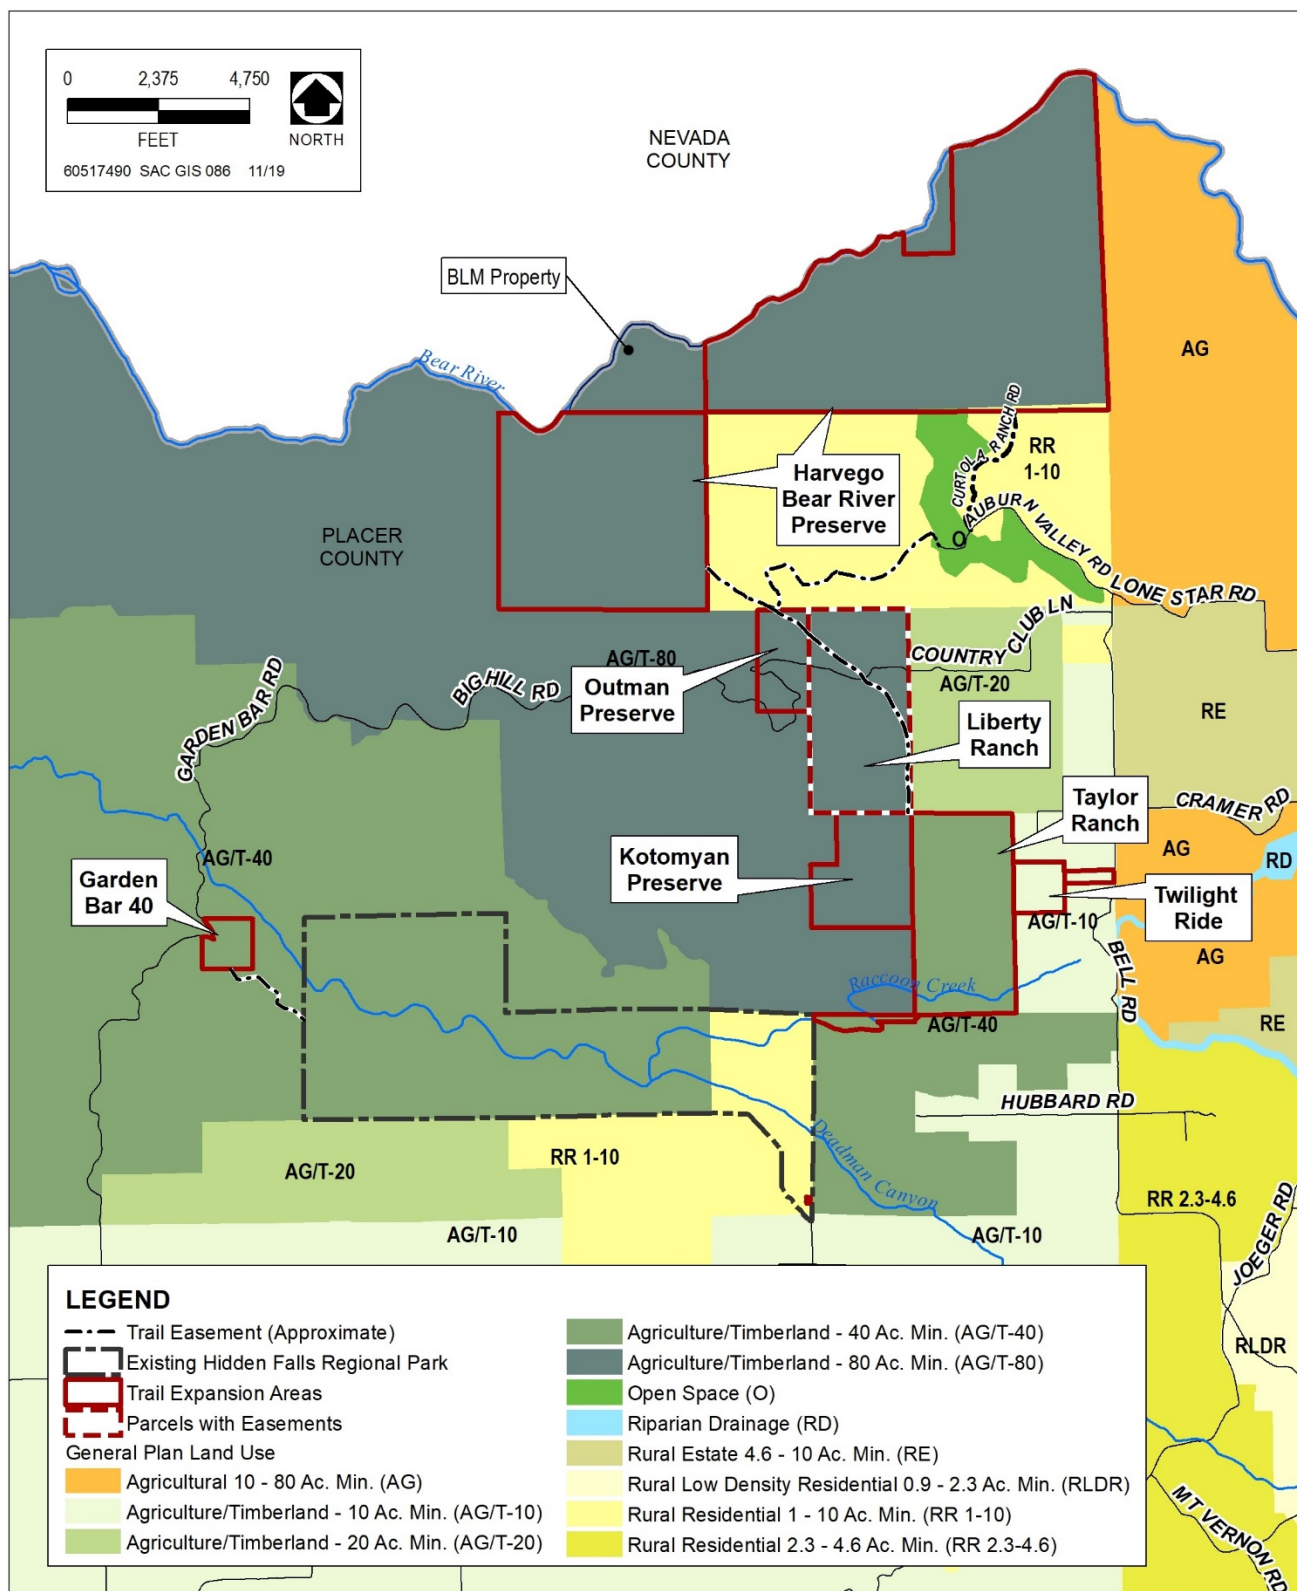 0 2,375 4,750
FEET
NORTH
60517490 SAC GIS 086 11/19
NEVADA
COUNTY
BLM Property
Bear River
AG
PLACER
COUNTY
Harvego
Bear River
Preserve
CURTOLA RANCH RD
RR
1-10
O
AUBURN VALLEY RD
LONE STAR RD
COUNTRY CLUB LN
AG/T-80
AG/T-20
Outman
Preserve
BIG HILL RD
GARDEN BAR RD
RE
Liberty
Ranch
Taylor
Ranch
CRAMER RD
AG
RD
AG/T-40
Kotomyan
Preserve
Garden
Bar 40
Twilight
Ride
AG/T-10
AG
BELL RD
Raccoon Creek
AG/T-40
RE
HUBBARD RD
Deadman Canyon
RR 1-10
AG/T-20
RR 2.3-4.6
AG/T-10
AG/T-10
JOEGER RD
RLDR
MT VERNON RD
LEGEND
Trail Easement (Approximate)
Existing Hidden Falls Regional Park
Trail Expansion Areas
Parcels with Easements
General Plan Land Use
Agricultural 10 - 80 Ac. Min. (AG)
Agriculture/Timberland - 10 Ac. Min. (AG/T-10)
Agriculture/Timberland - 20 Ac. Min. (AG/T-20)
Agriculture/Timberland - 40 Ac. Min. (AG/T-40)
Agriculture/Timberland - 80 Ac. Min. (AG/T-80)
Open Space (O)
Riparian Drainage (RD)
Rural Estate 4.6 - 10 Ac. Min. (RE)
Rural Low Density Residential 0.9 - 2.3 Ac. Min. (RLDR)
Rural Residential 1 - 10 Ac. Min. (RR 1-10)
Rural Residential 2.3 - 4.6 Ac. Min. (RR 2.3-4.6)